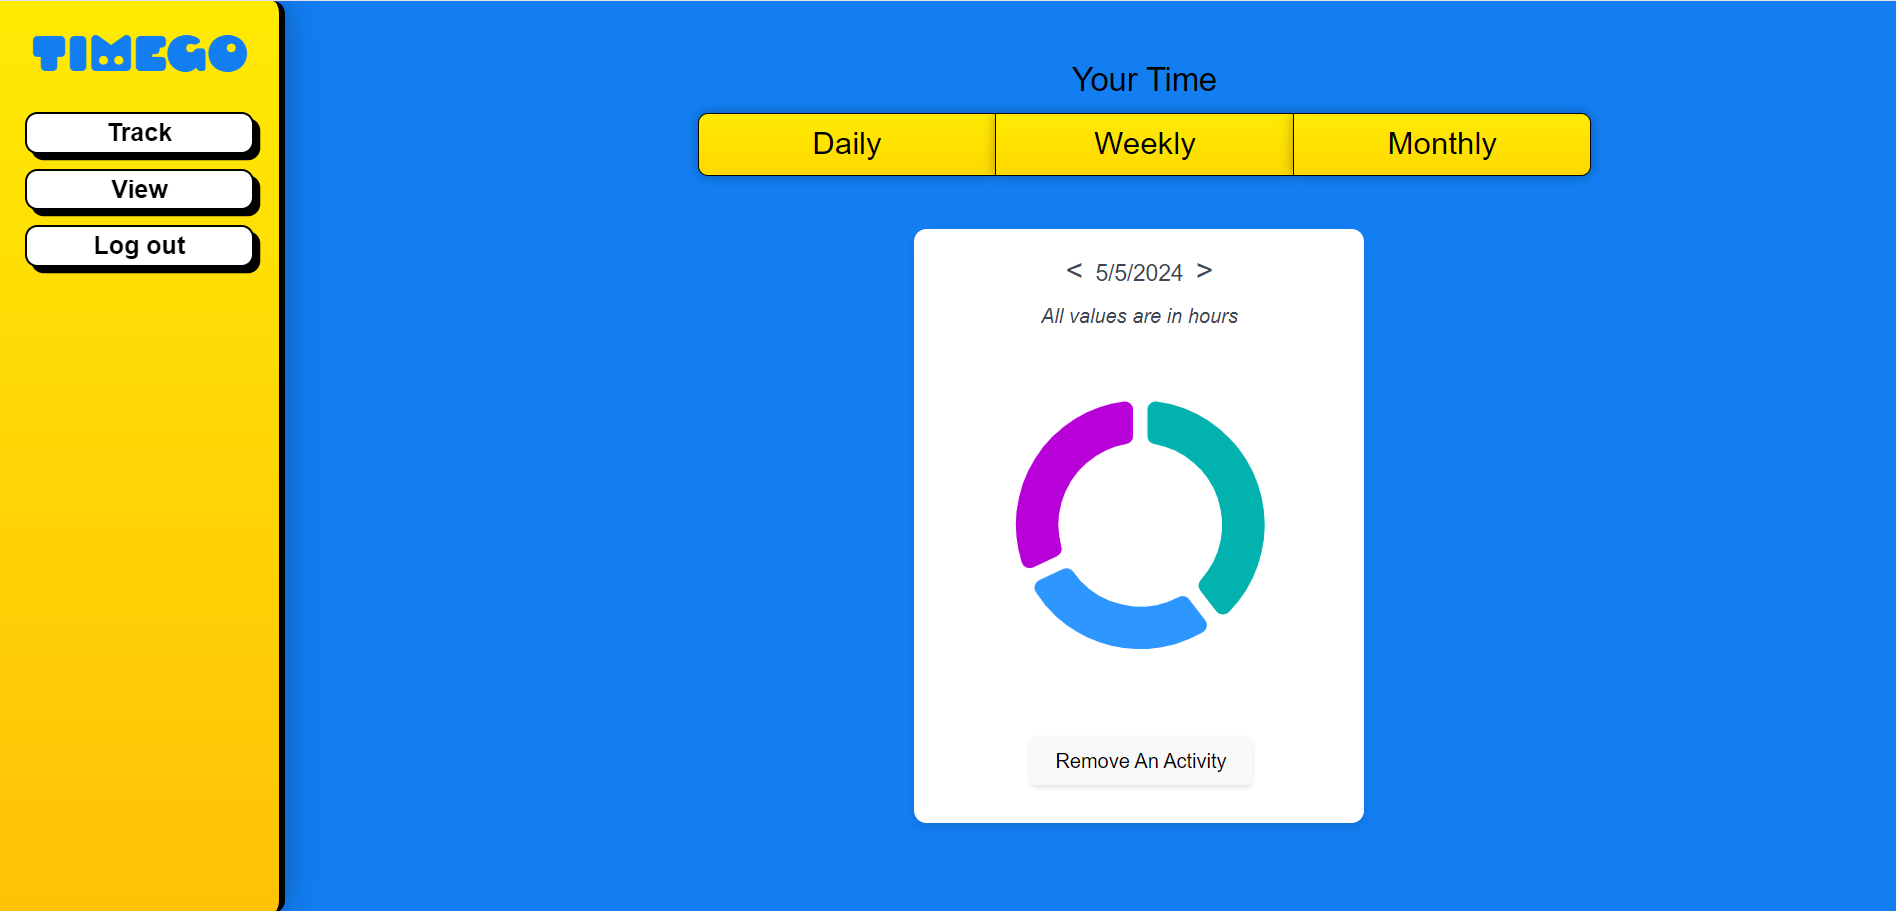 TIMEGO
Track
View
Log out
Your Time
Daily
Weekly
Monthly
< 5/5/2024 >
All values are in hours
Remove An Activity